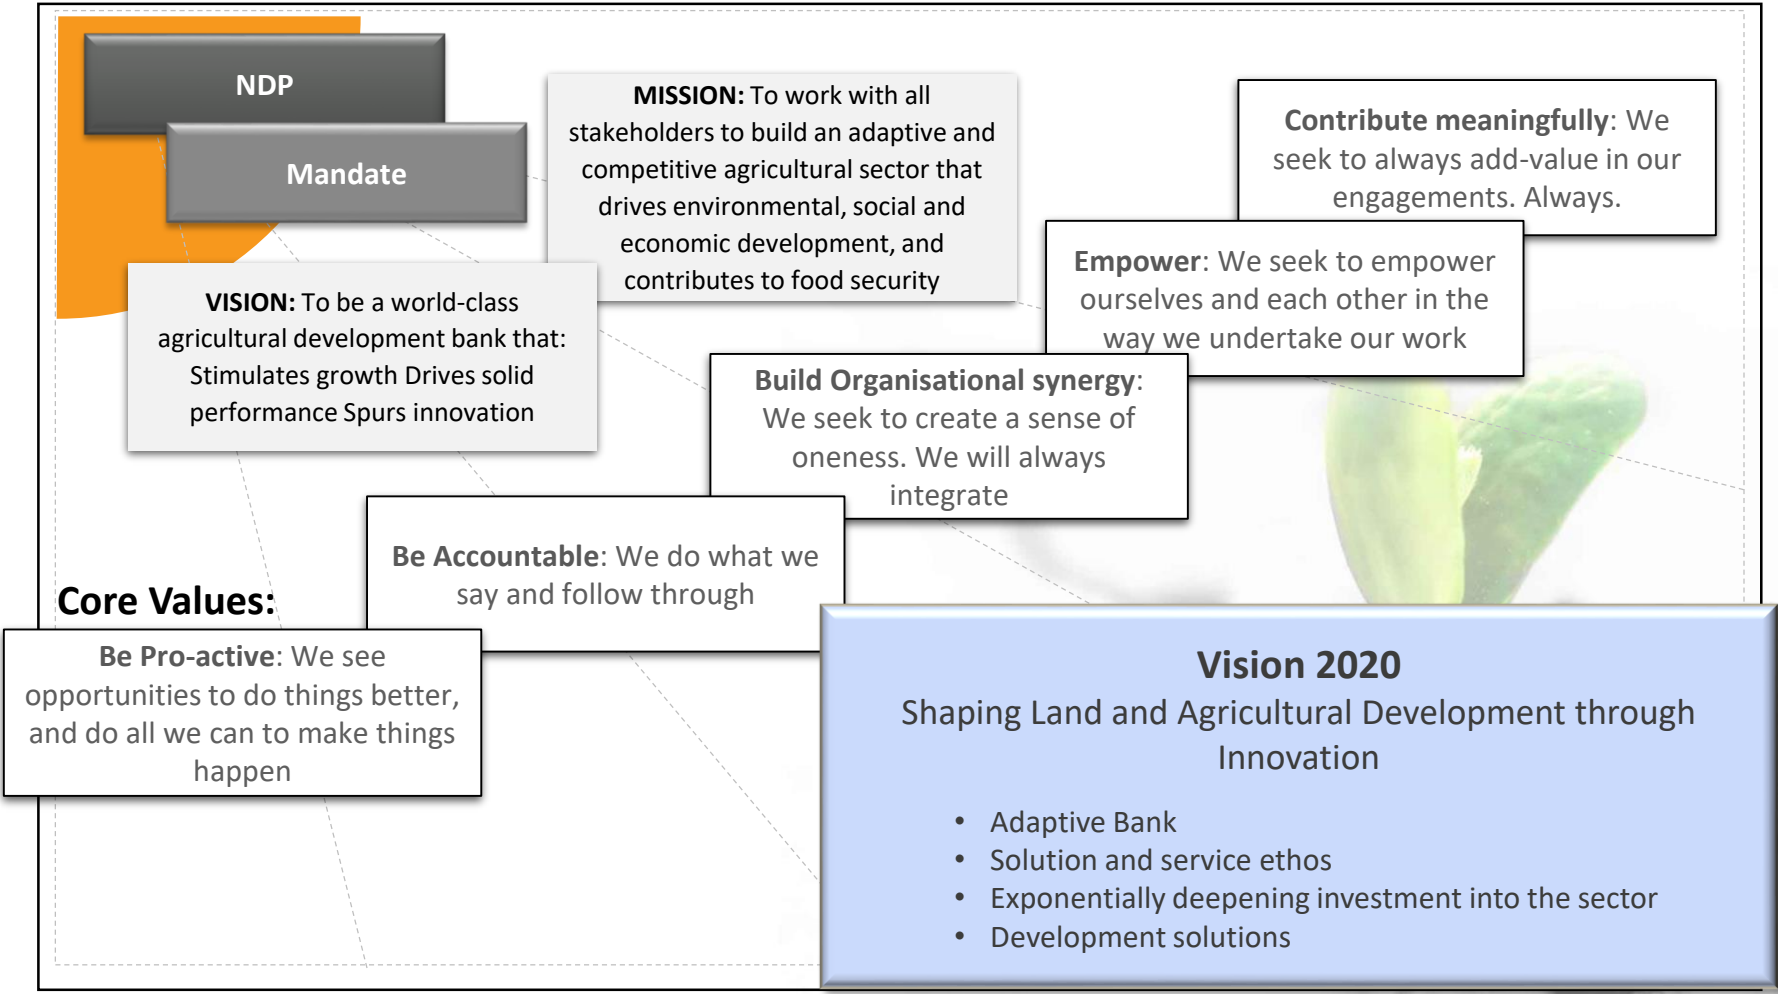 NDP
Mandate
MISSION: To work with all
stakeholders to build an adaptive and
competitive agricultural sector that
drives environmental, social and
economic development, and
contributes to food security
VISION: To be a world-class
agricultural development bank that:
Stimulates growth Drives solid
performance Spurs innovation
Contribute meaningfully: We
seek to always add-value in our
engagements. Always.
Empower: We seek to empower
ourselves and each other in the
way we undertake our work
Build Organisational synergy:
We seek to create a sense of
oneness. We will always
integrate
Be Accountable: We do what we
say and follow through
Core Values:
Be Pro-active: We see
opportunities to do things better,
and do all we can to make things
happen
Vision 2020
Shaping Land and Agricultural Development through
Innovation
• Adaptive Bank
• Solution and service ethos
• Exponentially deepening investment into the sector
• Development solutions